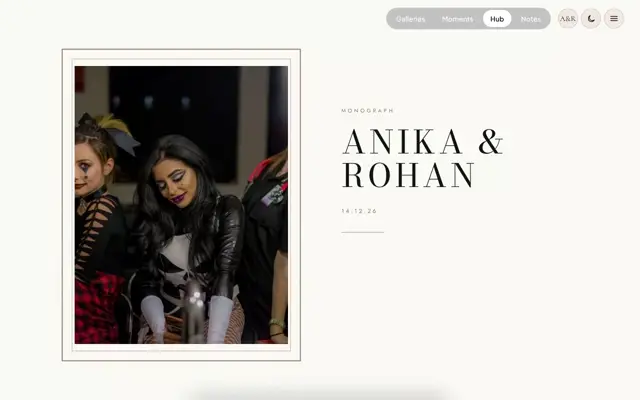 Galleries Moments Hub Notes A&R
MONOGRAPH
ANIKA &
ROHAN
14.12.26